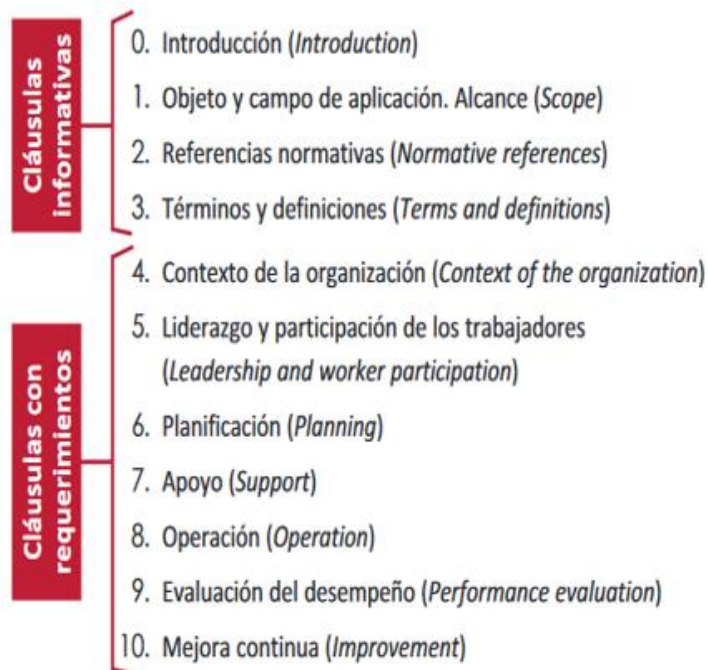 Cláusulas
informativas
0. Introducción (Introduction)
1. Objeto y campo de aplicación. Alcance (Scope)
2. Referencias normativas (Normative references)
3. Términos y definiciones (Terms and definitions)
Cláusulas con
requerimientos
4. Contexto de la organización (Context of the organization)
5. Liderazgo y participación de los trabajadores
(Leadership and worker participation)
6. Planificación (Planning)
7. Apoyo (Support)
8. Operación (Operation)
9. Evaluación del desempeño (Performance evaluation)
10. Mejora continua (Improvement)